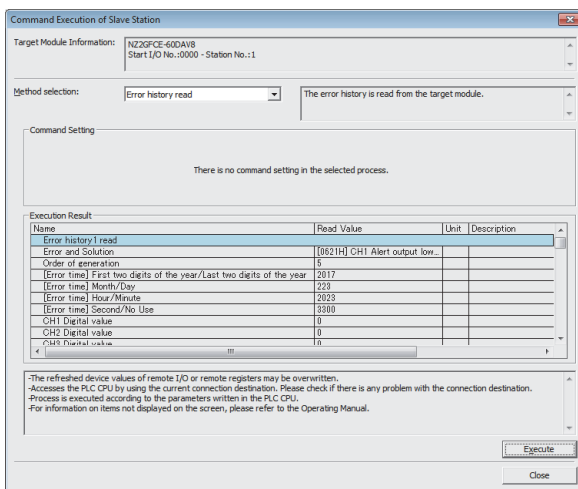 Command Execution of Slave Station
Target Module Information:
NZ2GFCE-60DAV8
Start I/O No.:0000 - Station No.:1
Method selection:
Error history read
The error history is read from the target module.
Command Setting
There is no command setting in the selected process.
Execution Result
Name Read Value Unit Description
Error history1 read
Error and Solution [0621H] CH1 Alert output low...
Order of generation 5
[Error time] First two digits of the year/Last two digits of the year 2017
[Error time] Month/Day 223
[Error time] Hour/Minute 2023
[Error time] Second/No Use 3300
CH1 Digital value 0
CH2 Digital value 0
CH3 Digital value 0
-The refreshed device values of remote I/O or remote registers may be overwritten.
-Accesses the PLC CPU by using the current connection destination. Please check if there is any problem with the connection destination.
-Process is executed according to the parameters written in the PLC CPU.
-For information on items not displayed on the screen, please refer to the Operating Manual.
Execute
Close